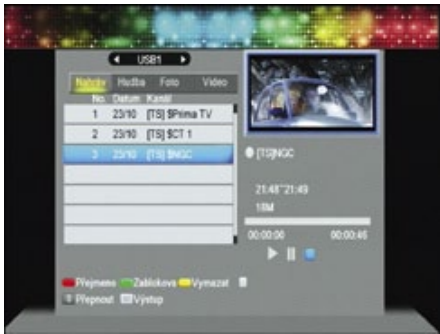 USB1
Nahrávky Hudba Foto Video
No. Datum Kanál
1 23/10 [TS] $Prima TV
2 23/10 [TS] $CT 1
3 23/10 [TS] $NGC
[TS]NGC
21:48~21:49
18M
00:00:00 00:00:46
Přejmeno Zablokova Vymazat
Přepnout Výstup